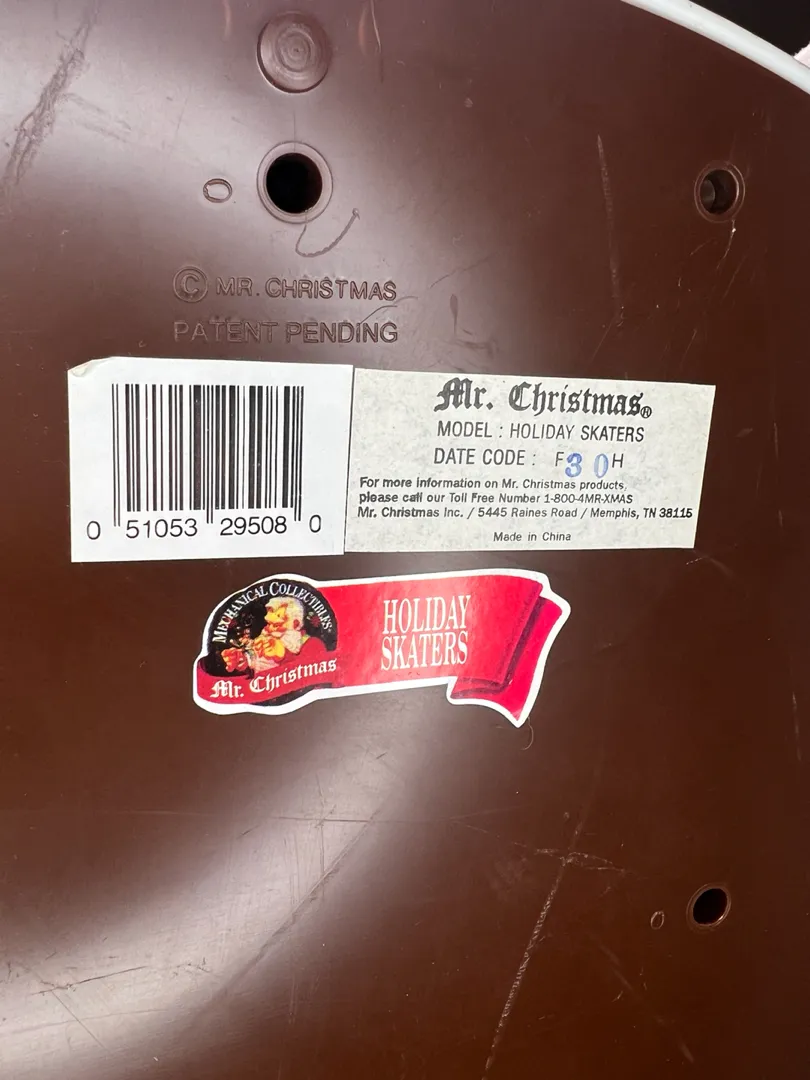 © MR. CHRISTMAS
PATENT PENDING
0 51053 29508 0
Mr. Christmas®
MODEL : HOLIDAY SKATERS
DATE CODE : F30H
For more information on Mr. Christmas products,
please call our Toll Free Number 1-800-4MR-XMAS
Mr. Christmas Inc. / 5445 Raines Road / Memphis, TN 38115
Made in China
MECHANICAL COLLECTIBLES
Mr. Christmas
HOLIDAY
SKATERS